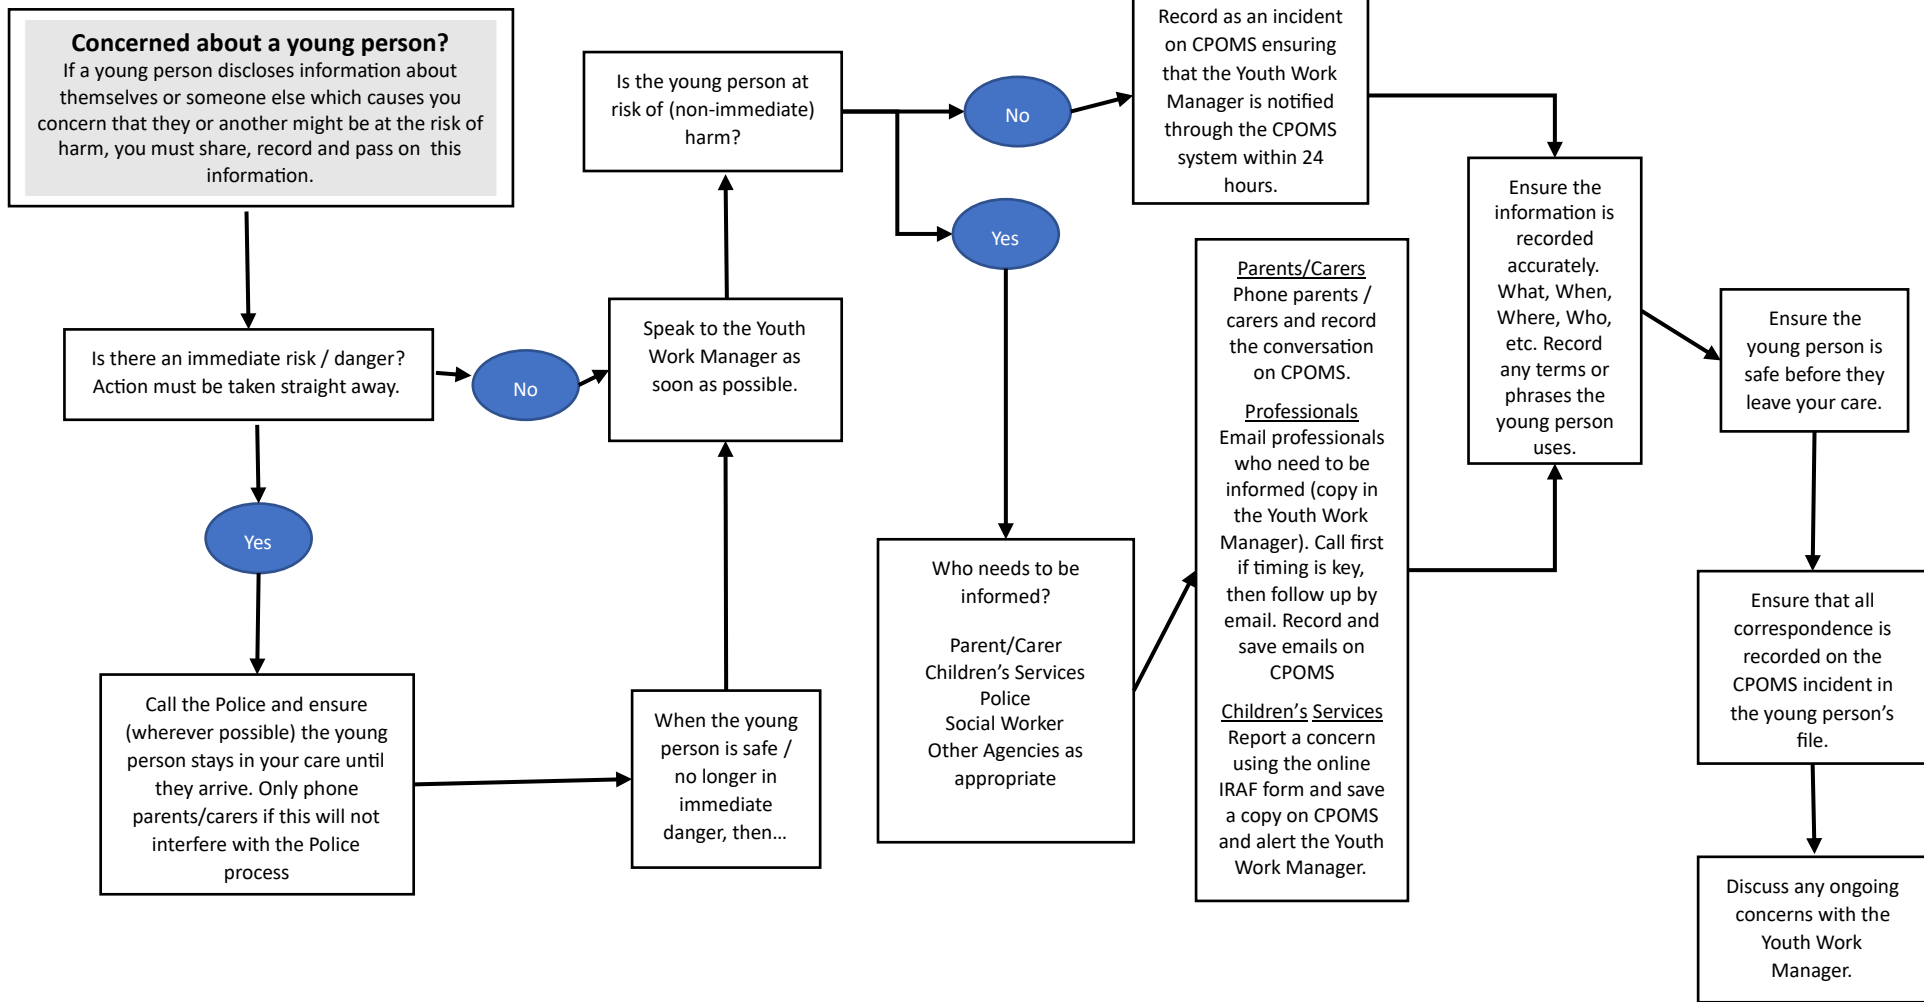 Concerned about a young person?
If a young person discloses information about
themselves or someone else which causes you
concern that they or another might be at the risk of
harm, you must share, record and pass on  this
information.
Is there an immediate risk / danger?
Action must be taken straight away.
No
Yes
Call the Police and ensure
(wherever possible) the young
person stays in your care until
they arrive. Only phone
parents/carers if this will not
interfere with the Police
process
When the young
person is safe /
no longer in
immediate
danger, then…
Speak to the Youth
Work Manager as
soon as possible.
Is the young person at
risk of (non-immediate)
harm?
No
Yes
Record as an incident
on CPOMS ensuring
that the Youth Work
Manager is notified
through the CPOMS
system within 24
hours.
Who needs to be
informed?
Parent/Carer
Children’s Services
Police
Social Worker
Other Agencies as
appropriate
Parents/Carers
Phone parents /
carers and record
the conversation
on CPOMS.
Professionals
Email professionals
who need to be
informed (copy in
the Youth Work
Manager). Call first
if timing is key,
then follow up by
email. Record and
save emails on
CPOMS
Children’s Services
Report a concern
using the online
IRAF form and save
a copy on CPOMS
and alert the Youth
Work Manager.
Ensure the
information is
recorded
accurately.
What, When,
Where, Who,
etc. Record
any terms or
phrases the
young person
uses.
Ensure the
young person is
safe before they
leave your care.
Ensure that all
correspondence is
recorded on the
CPOMS incident in
the young person’s
file.
Discuss any ongoing
concerns with the
Youth Work
Manager.